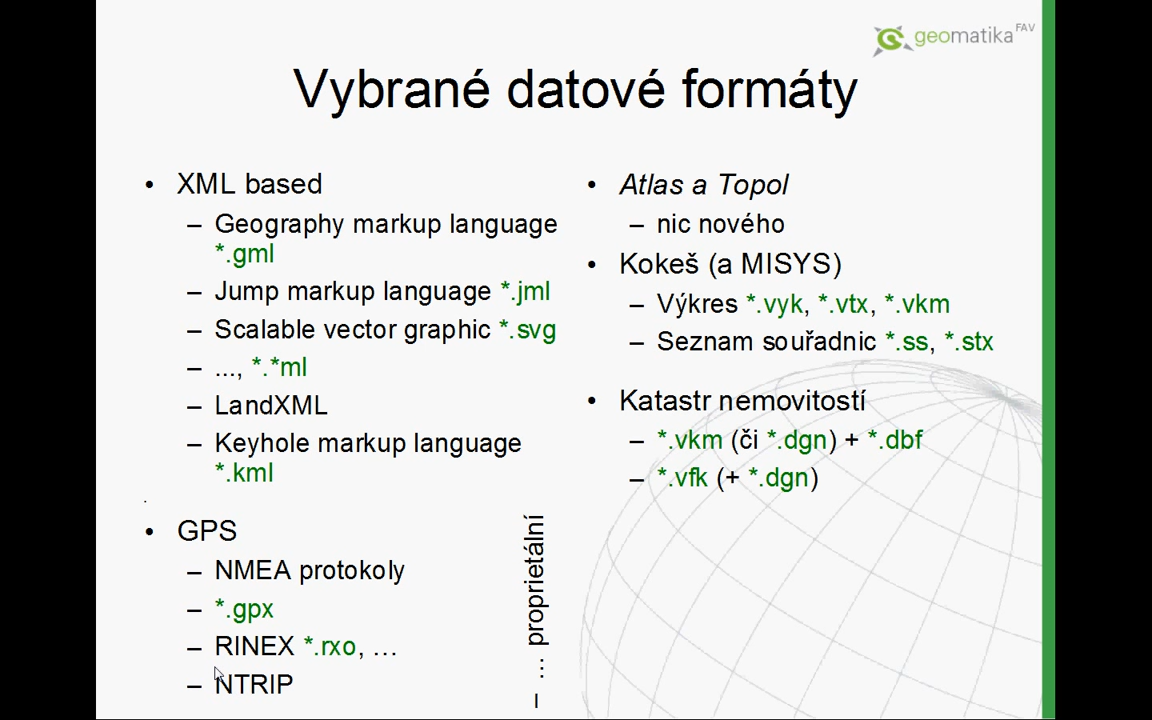 geomatika FAV
Vybrané datové formáty
• XML based
– Geography markup language
*.gml
– Jump markup language *.jml
– Scalable vector graphic *.svg
– ..., *.*ml
– LandXML
– Keyhole markup language
*.kml
• GPS
– NMEA protokoly
– *.gpx
– RINEX *.rxo, …
– NTRIP
– … proprietální
• Atlas a Topol
– nic nového
• Kokeš (a MISYS)
– Výkres *.vyk, *.vtx, *.vkm
– Seznam souřadnic *.ss, *.stx
• Katastr nemovitostí
– *.vkm (či *.dgn) + *.dbf
– *.vfk (+ *.dgn)